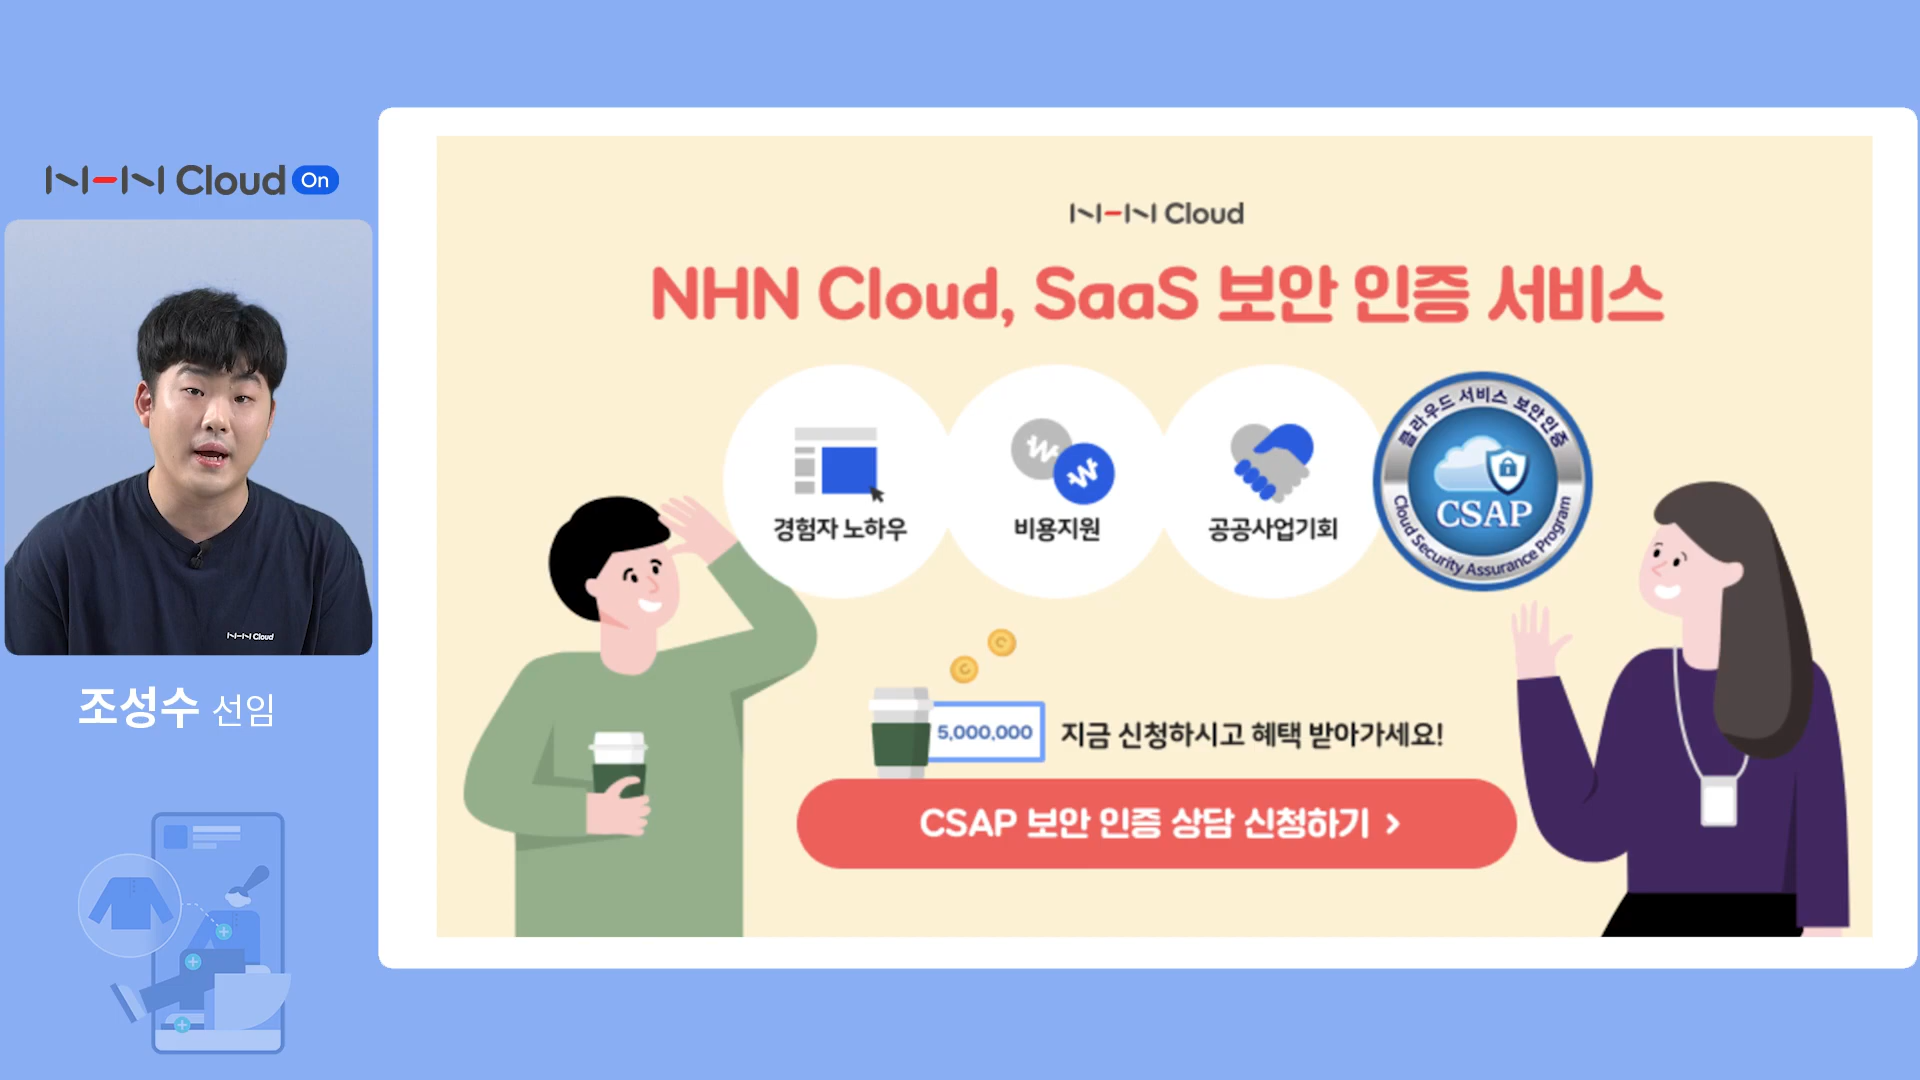 NHN Cloud On
조성수 선임
NHN Cloud
NHN Cloud
NHN Cloud, SaaS 보안 인증 서비스
경험자 노하우
비용지원
공공사업기회
클라우드 서비스 보안인증
CSAP
Cloud Security Assurance Program
5,000,000
지금 신청하시고 혜택 받아가세요!
CSAP 보안 인증 상담 신청하기 >